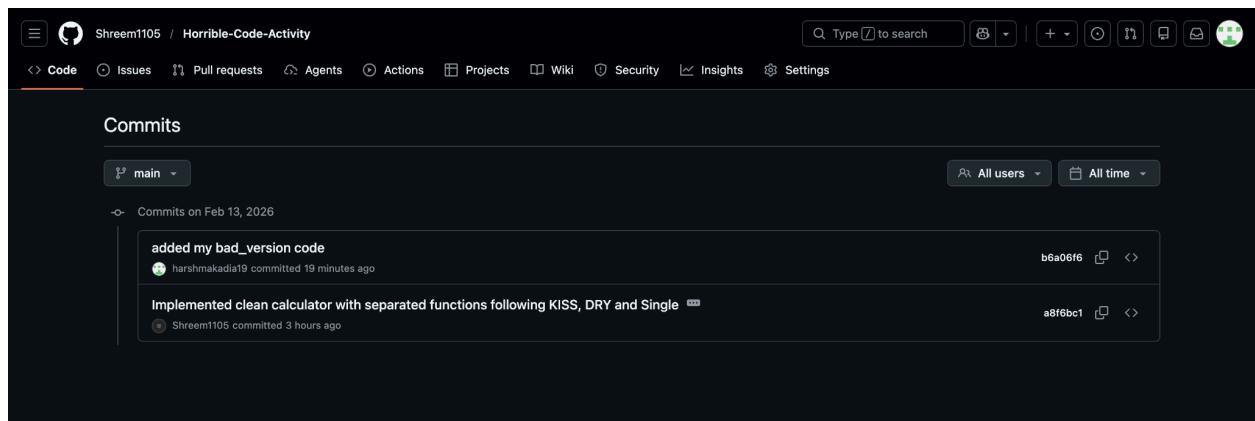 Shreem1105 / Horrible-Code-Activity
Type / to search
Code Issues Pull requests Agents Actions Projects Wiki Security Insights Settings
Commits
main
All users All time
Commits on Feb 13, 2026
added my bad_version code
b6a06f6
harshmakadia19 committed 19 minutes ago
Implemented clean calculator with separated functions following KISS, DRY and Single
a8f6bc1
Shreem1105 committed 3 hours ago